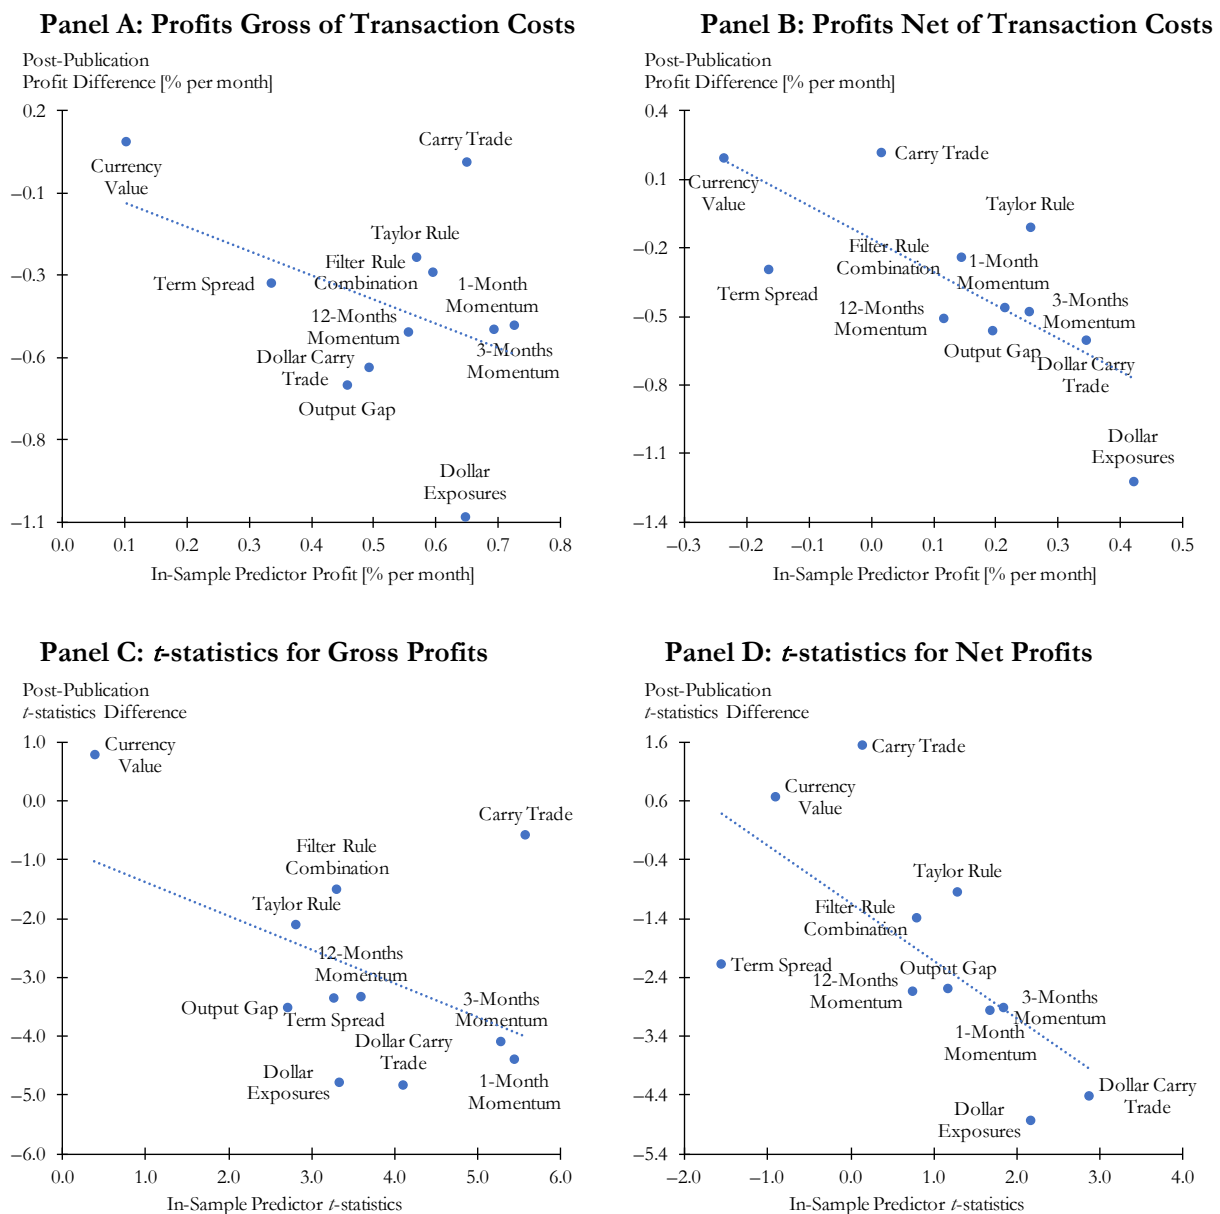 Panel A: Profits Gross of Transaction Costs
Post-Publication
Profit Difference [% per month]
0.2
–0.1
–0.3
–0.6
–0.8
–1.1
0.0 0.1 0.2 0.3 0.4 0.5 0.6 0.7 0.8
In-Sample Predictor Profit [% per month]
Currency
Value
Carry Trade
Taylor Rule
Filter Rule
Combination
Term Spread
1-Month
Momentum
12-Months
Momentum
3-Months
Momentum
Dollar Carry
Trade
Output Gap
Dollar
Exposures
Panel B: Profits Net of Transaction Costs
Post-Publication
Profit Difference [% per month]
0.4
0.1
–0.2
–0.5
–0.8
–1.1
–1.4
–0.3 –0.2 –0.1 0.0 0.1 0.2 0.3 0.4 0.5
In-Sample Predictor Profit [% per month]
Carry Trade
Currency
Value
Taylor Rule
Filter Rule
Combination
1-Month
Momentum
Term Spread
12-Months
Momentum
3-Months
Momentum
Output Gap
Dollar Carry
Trade
Dollar
Exposures
Panel C: t-statistics for Gross Profits
Post-Publication
t-statistics Difference
1.0
0.0
–1.0
–2.0
–3.0
–4.0
–5.0
–6.0
0.0 1.0 2.0 3.0 4.0 5.0 6.0
In-Sample Predictor t-statistics
Currency
Value
Carry Trade
Filter Rule
Combination
Taylor Rule
12-Months
Momentum
Output Gap
Term Spread
3-Months
Momentum
Dollar Carry
Trade
Dollar
Exposures
1-Month
Momentum
Panel D: t-statistics for Net Profits
Post-Publication
t-statistics Difference
1.6
0.6
–0.4
–1.4
–2.4
–3.4
–4.4
–5.4
–2.0 –1.0 0.0 1.0 2.0 3.0 4.0
In-Sample Predictor t-statistics
Carry Trade
Currency
Value
Taylor Rule
Filter Rule
Combination
Term Spread
Output Gap
12-Months
Momentum
3-Months
Momentum
1-Month
Momentum
Dollar Carry
Trade
Dollar
Exposures